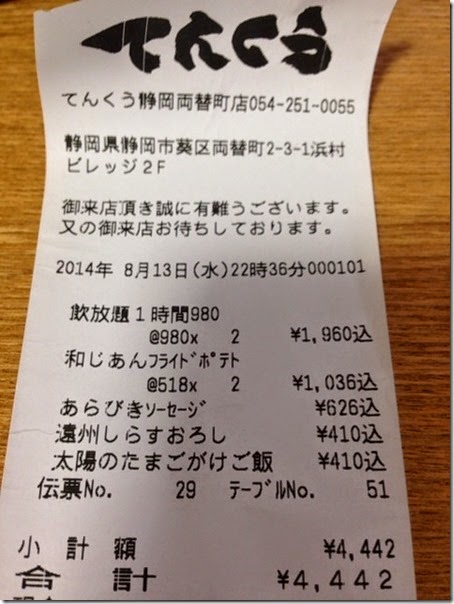 てんくう
てんくう静岡両替町店054-251-0055
静岡県静岡市葵区両替町2-3-1浜村
ビレッジ2F
御来店頂き誠に有難うございます。
又の御来店お待ちしております。
2014年 8月13日(水)22時36分000101
飲放題1時間980
@980x 2 ¥1,960込
和じあんﾌﾗｲﾄﾞﾎﾟﾃﾄ
@518x 2 ¥1,036込
あらびきｿｰｾｰｼﾞ ¥626込
遠州しらすおろし ¥410込
太陽のたまごがけご飯 ¥410込
伝票No. 29 ﾃｰﾌﾞﾙNo. 51
小 計 額 ¥4,442
合 計 ¥4,442